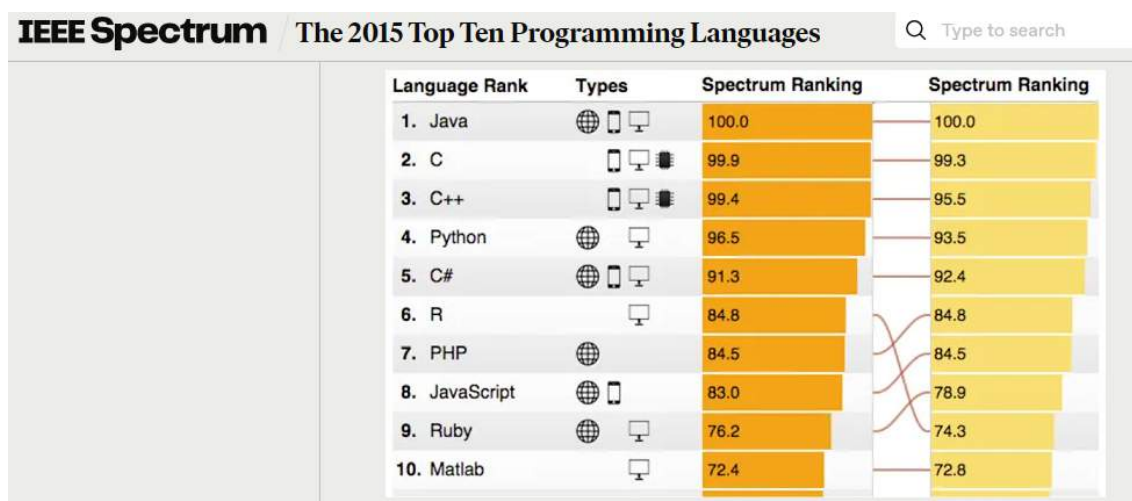 IEEE Spectrum The 2015 Top Ten Programming Languages Type to search
Language Rank Types Spectrum Ranking Spectrum Ranking
1. Java 100.0 100.0
2. C 99.9 99.3
3. C++ 99.4 95.5
4. Python 96.5 93.5
5. C# 91.3 92.4
6. R 84.8 84.8
7. PHP 84.5 84.5
8. JavaScript 83.0 78.9
9. Ruby 76.2 74.3
10. Matlab 72.4 72.8